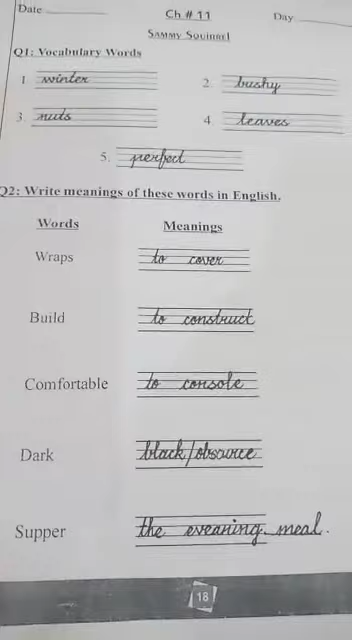 Date Ch # 11 Day
Sammy Squirrel
Q1: Vocabulary Words
1. winter 2. bushy
3. nuts 4. leaves
5. perfect
Q2: Write meanings of these words in English.
Words Meanings
Wraps to cover
Build to construct
Comfortable to console
Dark black/obscure
Supper the eveaning meal.
18